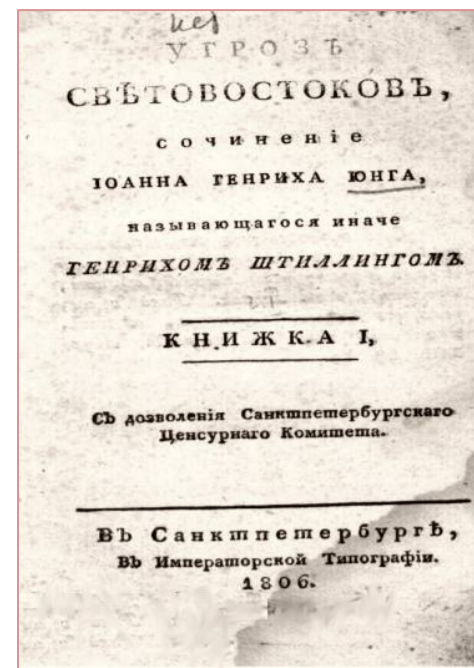 УГРОЗЪ
СВѢТОВОСТОКОВЪ,
сочиненіе
ІОАННА ГЕНРИХА ЮНГА,
называющагося иначе
ГЕНРИХОМЪ ШТИЛЛИНГОМЪ.
КНИЖКА I,
Съ дозволенія Санктпетербургскаго
Ценсурнаго Комитета.
Въ Санктпетербургѣ,
Въ Императорской Типографіи.
1806.